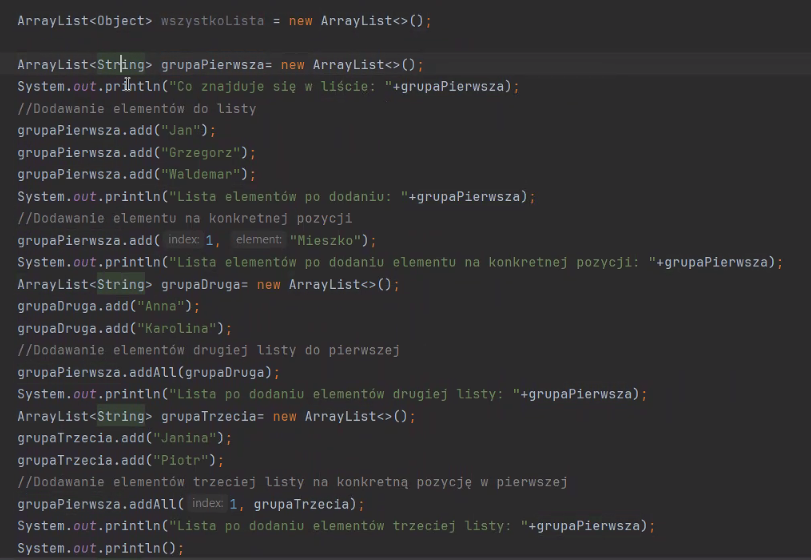 ArrayList<Object> wszystkoLista = new ArrayList<>();
ArrayList<String> grupaPierwsza= new ArrayList<>();
System.out.println("Co znajduje się w liście: "+grupaPierwsza);
//Dodawanie elementów do listy
grupaPierwsza.add("Jan");
grupaPierwsza.add("Grzegorz");
grupaPierwsza.add("Waldemar");
System.out.println("Lista elementów po dodaniu: "+grupaPierwsza);
//Dodawanie elementu na konkretnej pozycji
grupaPierwsza.add( index: 1, element: "Mieszko");
System.out.println("Lista elementów po dodaniu elementu na konkretnej pozycji: "+grupaPierwsza);
ArrayList<String> grupaDruga= new ArrayList<>();
grupaDruga.add("Anna");
grupaDruga.add("Karolina");
//Dodawanie elementów drugiej listy do pierwszej
grupaPierwsza.addAll(grupaDruga);
System.out.println("Lista po dodaniu elementów drugiej listy: "+grupaPierwsza);
ArrayList<String> grupaTrzecia= new ArrayList<>();
grupaTrzecia.add("Janina");
grupaTrzecia.add("Piotr");
//Dodawanie elementów trzeciej listy na konkretną pozycję w pierwszej
grupaPierwsza.addAll( index: 1, grupaTrzecia);
System.out.println("Lista po dodaniu elementów trzeciej listy: "+grupaPierwsza);
System.out.println();